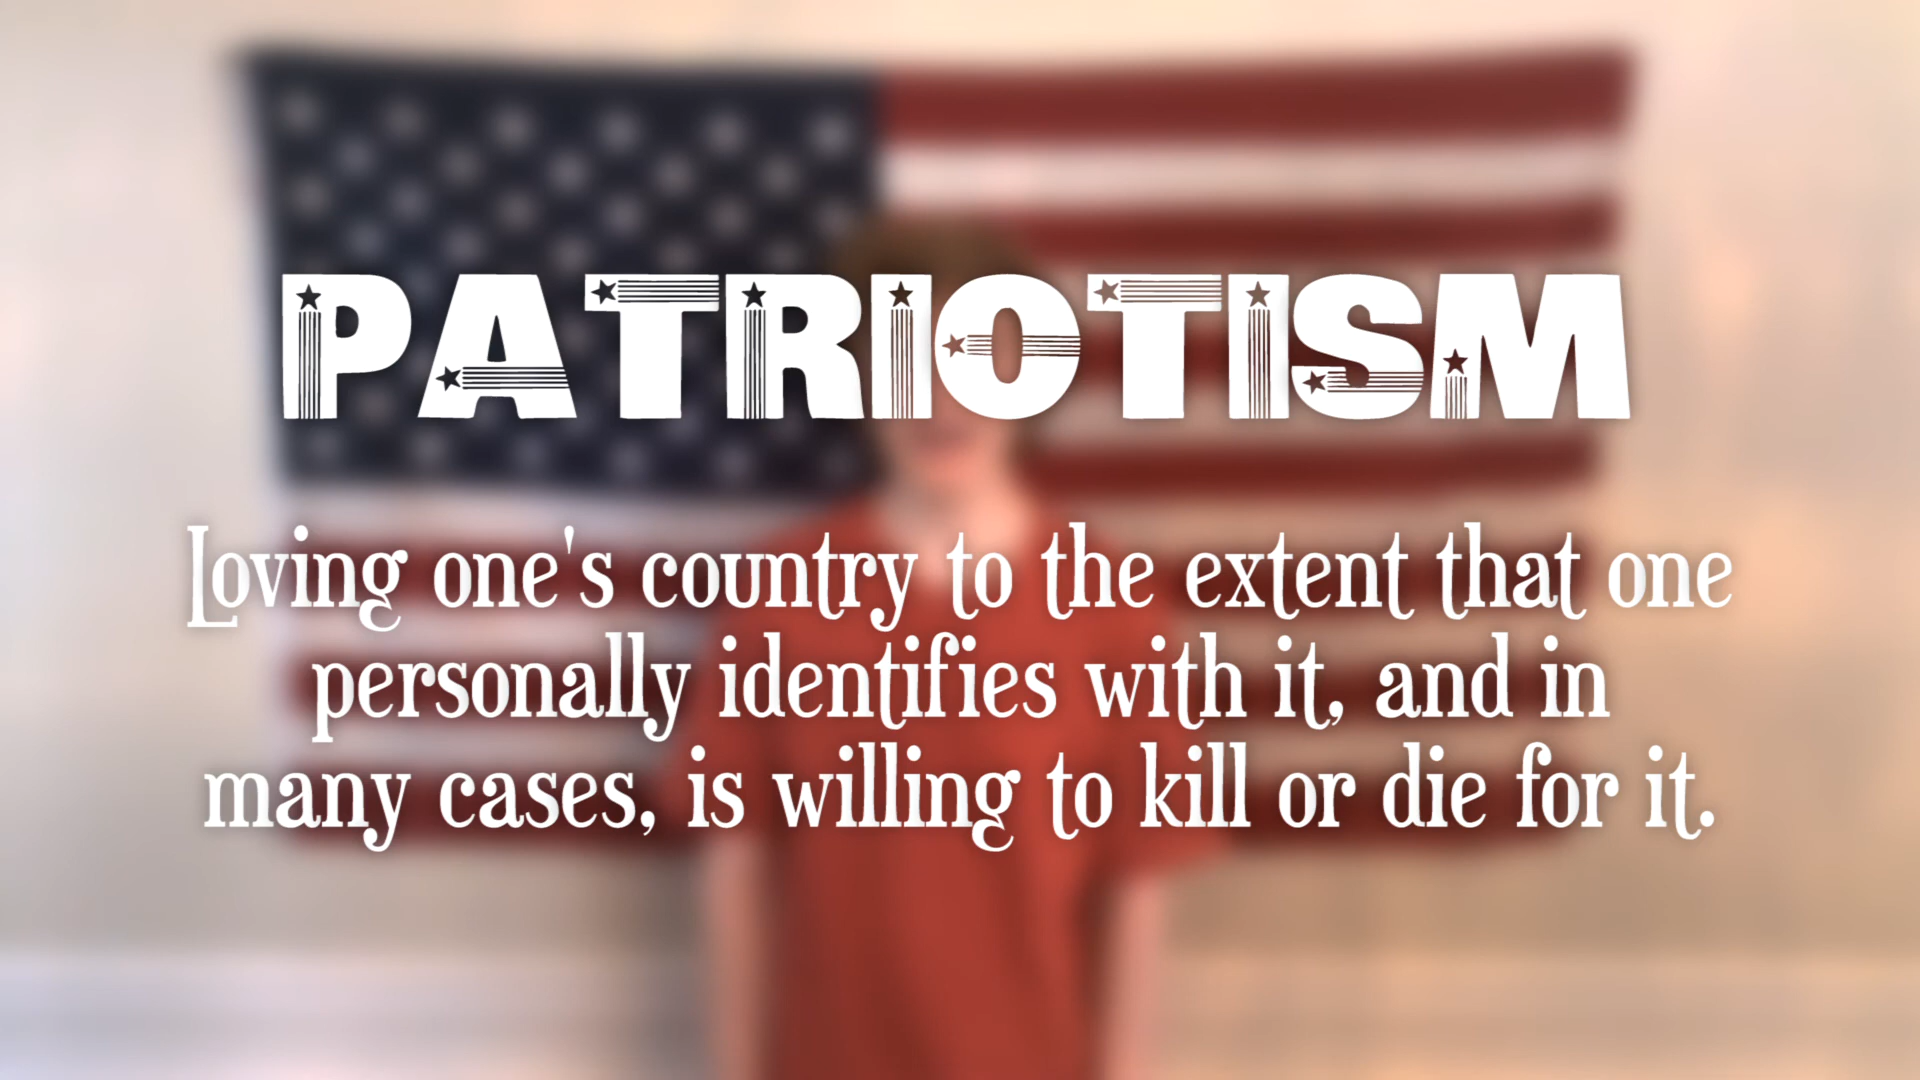 PATRIOTISM
Loving one's country to the extent that one
personally identifies with it, and in
many cases, is willing to kill or die for it.